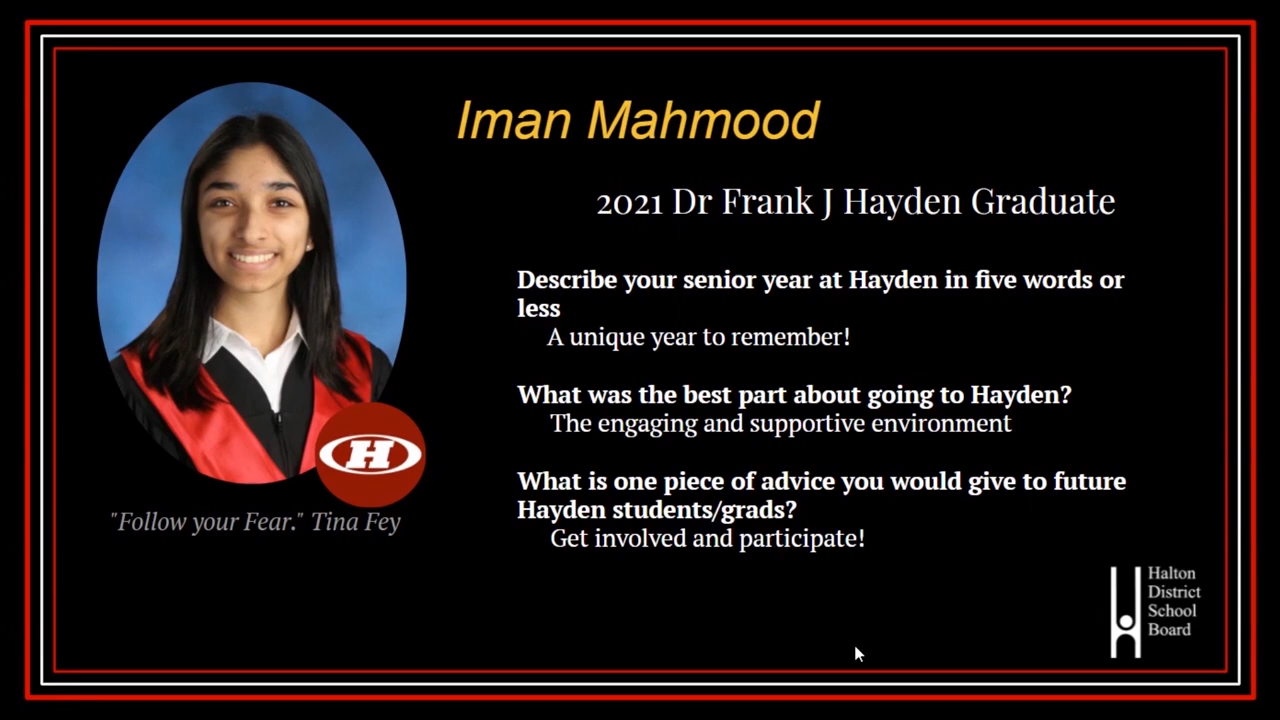 Iman Mahmood
2021 Dr Frank J Hayden Graduate
Describe your senior year at Hayden in five words or
less
A unique year to remember!
What was the best part about going to Hayden?
The engaging and supportive environment
What is one piece of advice you would give to future
Hayden students/grads?
Get involved and participate!
H
"Follow your Fear." Tina Fey
Halton
District
School
Board